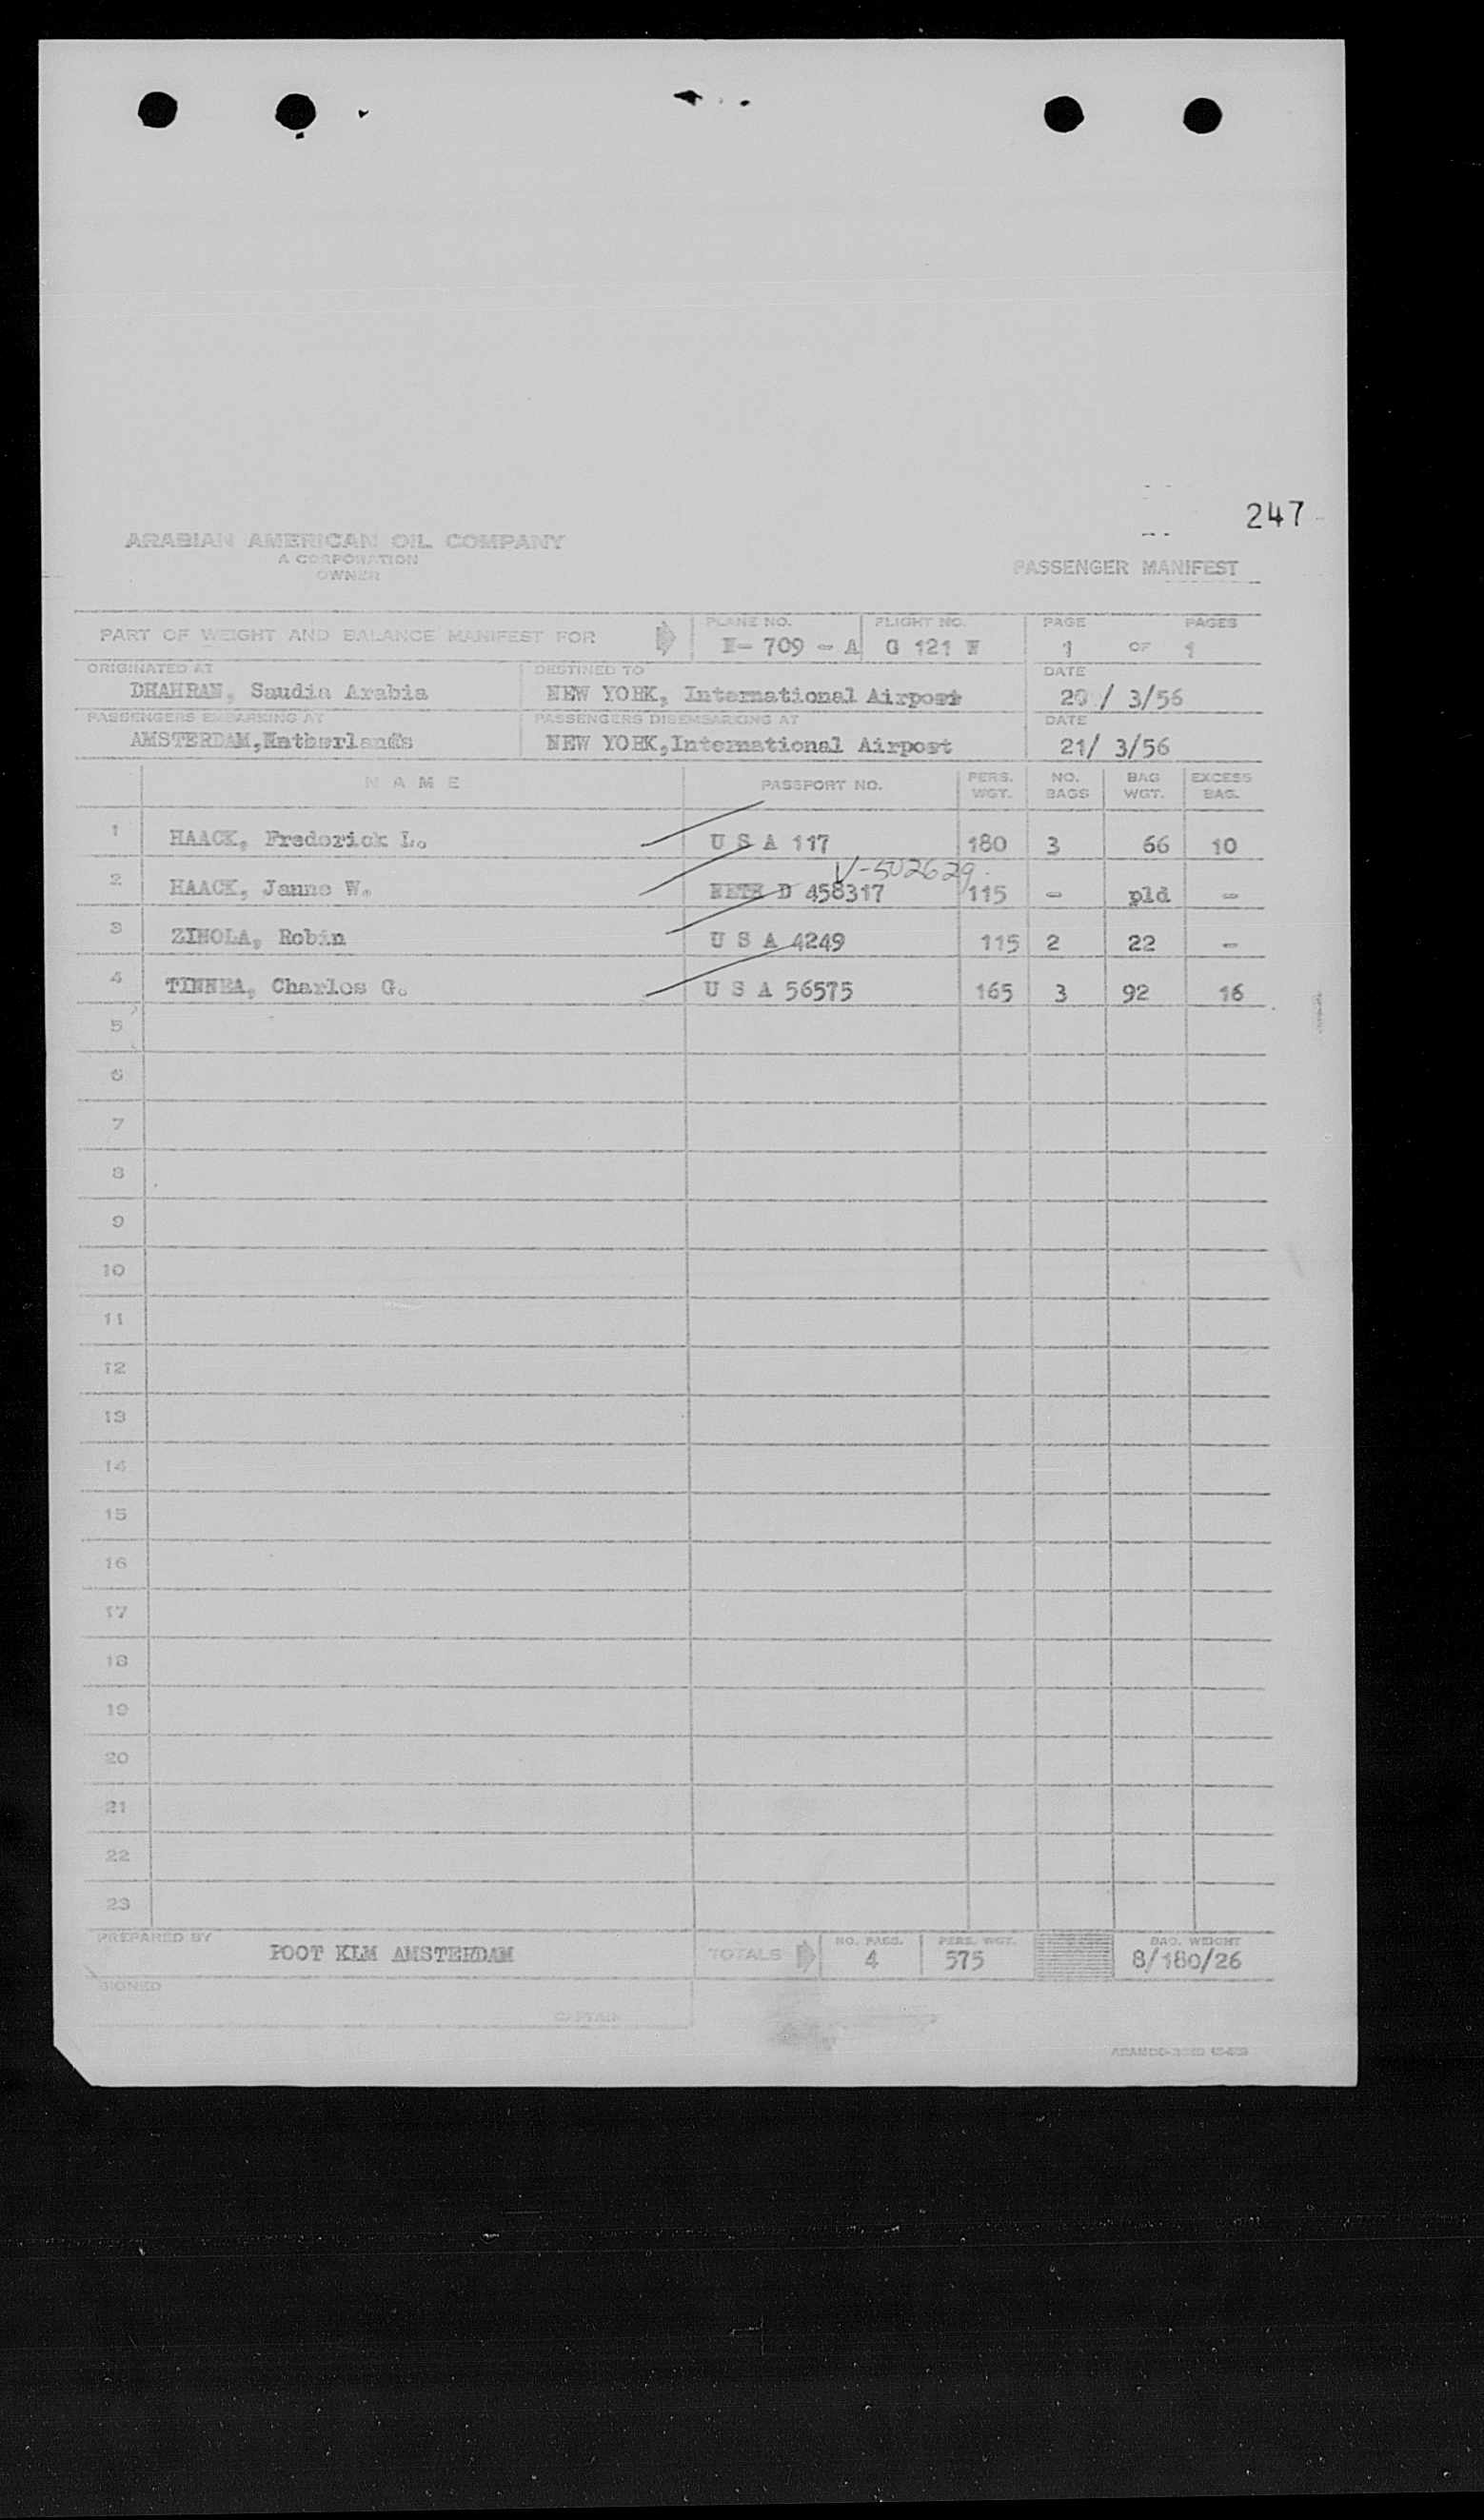 247
ARABIAN AMERICAN OIL COMPANY
A CORPORATION
OWNER
PASSENGER MANIFEST
PART OF WEIGHT AND BALANCE MANIFEST FOR PLANE NO. N- 709 - A FLIGHT NO. G 121 W PAGE 1 OF 1 PAGES
ORIGINATED AT DESTINED TO DATE
DHAHRAN, Saudia Arabia NEW YORK, International Airport 20 / 3/56
PASSENGERS EMBARKING AT PASSENGERS DISEMBARKING AT DATE
AMSTERDAM, Netherlands NEW YORK, International Airport 21/ 3/56
NAME PASSPORT NO. PERS. WGT. NO. BAGS BAG WGT. EXCESS BAG.
1 HAACK, Frederick L. U S A 117 180 3 66 10
V-502629
2 HAACK, Janne W. NETH D 458317 115 - pld -
3 Robin U S A 4249 115 2 22 -
4 Charles G. U S A 56575 165 3 92 16
5
6
7
8
9
10
11
12
13
14
15
16
17
18
19
20
21
22
23
PREPARED BY POOT KLM AMSTERDAM TOTALS NO. PASS. 4 PERS. WGT. 575 BAG. WEIGHT 8/180/26
SIGNED
CAPTAIN